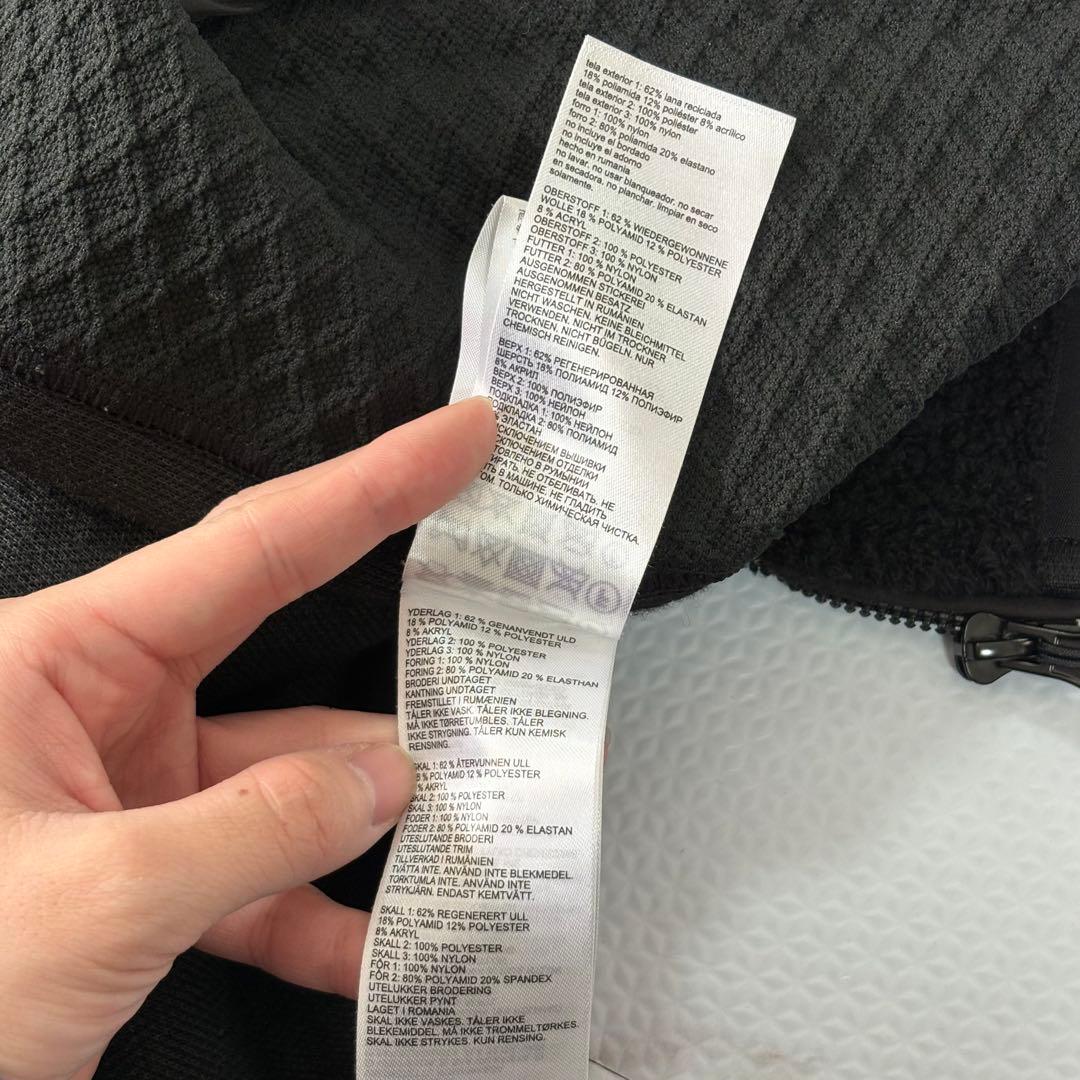 tela exterior 1: 62% lana reciclada
18% poliamida 12% poliéster 8% acrílico
tela exterior 2: 100% poliéster
tela exterior 3: 100% nylon
forro 1: 100% nylon
forro 2: 80% poliamida 20% elastano
no incluye el bordado
no incluye el adorno
hecho en rumania
no lavar. no usar blanqueador. no secar
en secadora. no planchar. limpiar en seco
solamente.
OBERSTOFF 1: 62 % WIEDERGEWONNENE
WOLLE 18 % POLYAMID 12 % POLYESTER
8 % ACRYL
OBERSTOFF 2: 100 % POLYESTER
OBERSTOFF 3: 100 % NYLON
FUTTER 1: 100 % NYLON
FUTTER 2: 80 % POLYAMID 20 % ELASTAN
AUSGENOMMEN STICKEREI
AUSGENOMMEN BESATZ
HERGESTELLT IN RUMÄNIEN
NICHT WASCHEN. KEINE BLEICHMITTEL
VERWENDEN. NICHT IM TROCKNER
TROCKNEN. NICHT BÜGELN. NUR
CHEMISCH REINIGEN.
ВЕРХ 1: 62% РЕГЕНЕРИРОВАННАЯ
ШЕРСТЬ 18% ПОЛИАМИД 12% ПОЛИЭФИР
8% АКРИЛ
ВЕРХ 2: 100% ПОЛИЭФИР
ВЕРХ 3: 100% НЕЙЛОН
ПОДКЛАДКА 1: 100% НЕЙЛОН
ОДКЛАДКА 2: 80% ПОЛИАМИД
% ЭЛАСТАН
СКЛЮЧЕНИЕМ ВЫШИВКИ
СКЛЮЧЕНИЕМ ОТДЕЛКИ
ТОВЛЕНО В РУМЫНИИ
ИРАТЬ. НЕ ОТБЕЛИВАТЬ. НЕ
ТЬ В МАШИНЕ. НЕ ГЛАДИТЬ
ОМ. ТОЛЬКО ХИМИЧЕСКАЯ ЧИСТКА.
YDERLAG 1: 62 % GENANVENDT ULD
18 % POLYAMID 12 % POLYESTER
8 % AKRYL
YDERLAG 2: 100 % POLYESTER
YDERLAG 3: 100 % NYLON
FORING 1: 100 % NYLON
FORING 2: 80 % POLYAMID 20 % ELASTHAN
BRODERI UNDTAGET
KANTNING UNDTAGET
FREMSTILLET I RUMÆNIEN
TÅLER IKKE VASK. TÅLER IKKE BLEGNING.
MÅ IKKE TØRRETUMBLES. TÅLER
IKKE STRYGNING. TÅLER KUN KEMISK
RENSNING.
SKAL 1: 62 % ÅTERVUNNEN ULL
8 % POLYAMID 12 % POLYESTER
% AKRYL
SKAL 2: 100 % POLYESTER
SKAL 3: 100 % NYLON
FODER 1: 100 % NYLON
FODER 2: 80 % POLYAMID 20 % ELASTAN
UTESLUTANDE BRODERI
UTESLUTANDE TRIM
TILLVERKAD I RUMÄNIEN
TVÄTTA INTE. ANVÄND INTE BLEKMEDEL.
TORKTUMLA INTE. ANVÄND INTE
STRYKJÄRN. ENDAST KEMTVÄTT.
SKALL 1: 62% REGENERERT ULL
18% POLYAMID 12% POLYESTER
8% AKRYL
SKALL 2: 100% POLYESTER
SKALL 3: 100% NYLON
FÔR 1: 100% NYLON
FÔR 2: 80% POLYAMID 20% SPANDEX
UTELUKKER BRODERING
UTELUKKER PYNT
LAGET I ROMANIA
SKAL IKKE VASKES. TÅLER IKKE
BLEKEMIDDEL. MÅ IKKE TROMMELTØRKES.
SKAL IKKE STRYKES. KUN RENSING.